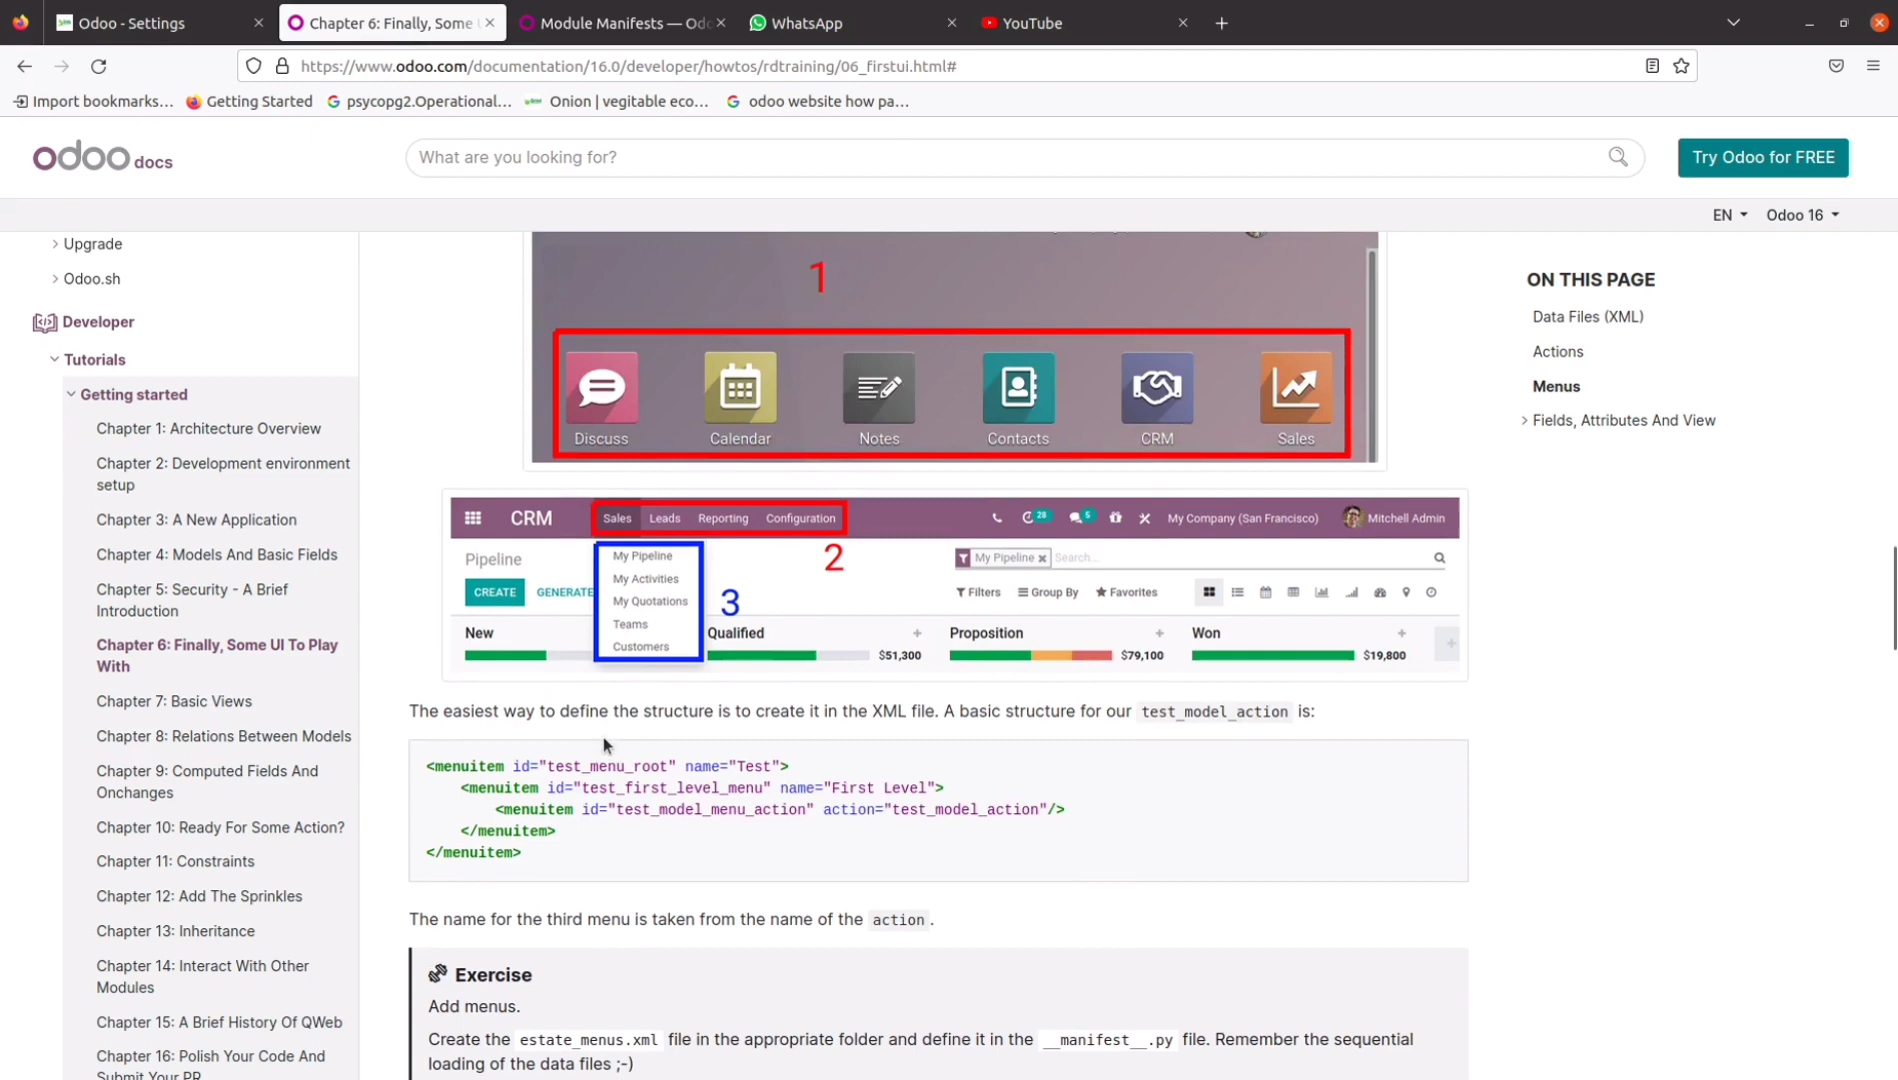 Odoo - Settings
Chapter 6: Finally, Some
Module Manifests — Odo
WhatsApp
YouTube
https://www.odoo.com/documentation/16.0/developer/howtos/rdtraining/06_firstui.html#
Import bookmarks...
Getting Started
psycopg2.Operational...
Onion | vegitable eco...
odoo website how pa...
odoo docs
What are you looking for?
Try Odoo for FREE
EN
Odoo 16
Upgrade
Odoo.sh
Developer
Tutorials
Getting started
Chapter 1: Architecture Overview
Chapter 2: Development environment
setup
Chapter 3: A New Application
Chapter 4: Models And Basic Fields
Chapter 5: Security - A Brief
Introduction
Chapter 6: Finally, Some UI To Play
With
Chapter 7: Basic Views
Chapter 8: Relations Between Models
Chapter 9: Computed Fields And
Onchanges
Chapter 10: Ready For Some Action?
Chapter 11: Constraints
Chapter 12: Add The Sprinkles
Chapter 13: Inheritance
Chapter 14: Interact With Other
Modules
Chapter 15: A Brief History Of QWeb
Chapter 16: Polish Your Code And
Submit Your PR
1
Discuss
Calendar
Notes
Contacts
CRM
Sales
CRM
Sales
Leads
Reporting
Configuration
28
5
My Company (San Francisco)
Mitchell Admin
2
Pipeline
My Pipeline
My Activities
My Quotations
Teams
Customers
3
My Pipeline
Search...
CREATE
GENERATE
Filters
Group By
Favorites
New
Qualified
$51,300
Proposition
$79,100
Won
$19,800
The easiest way to define the structure is to create it in the XML file. A basic structure for our test_model_action is:
<menuitem id="test_menu_root" name="Test">
<menuitem id="test_first_level_menu" name="First Level">
<menuitem id="test_model_menu_action" action="test_model_action"/>
</menuitem>
</menuitem>
The name for the third menu is taken from the name of the action.
Exercise
Add menus.
Create the estate_menus.xml file in the appropriate folder and define it in the __manifest__.py file. Remember the sequential
loading of the data files ;-)
ON THIS PAGE
Data Files (XML)
Actions
Menus
Fields, Attributes And View